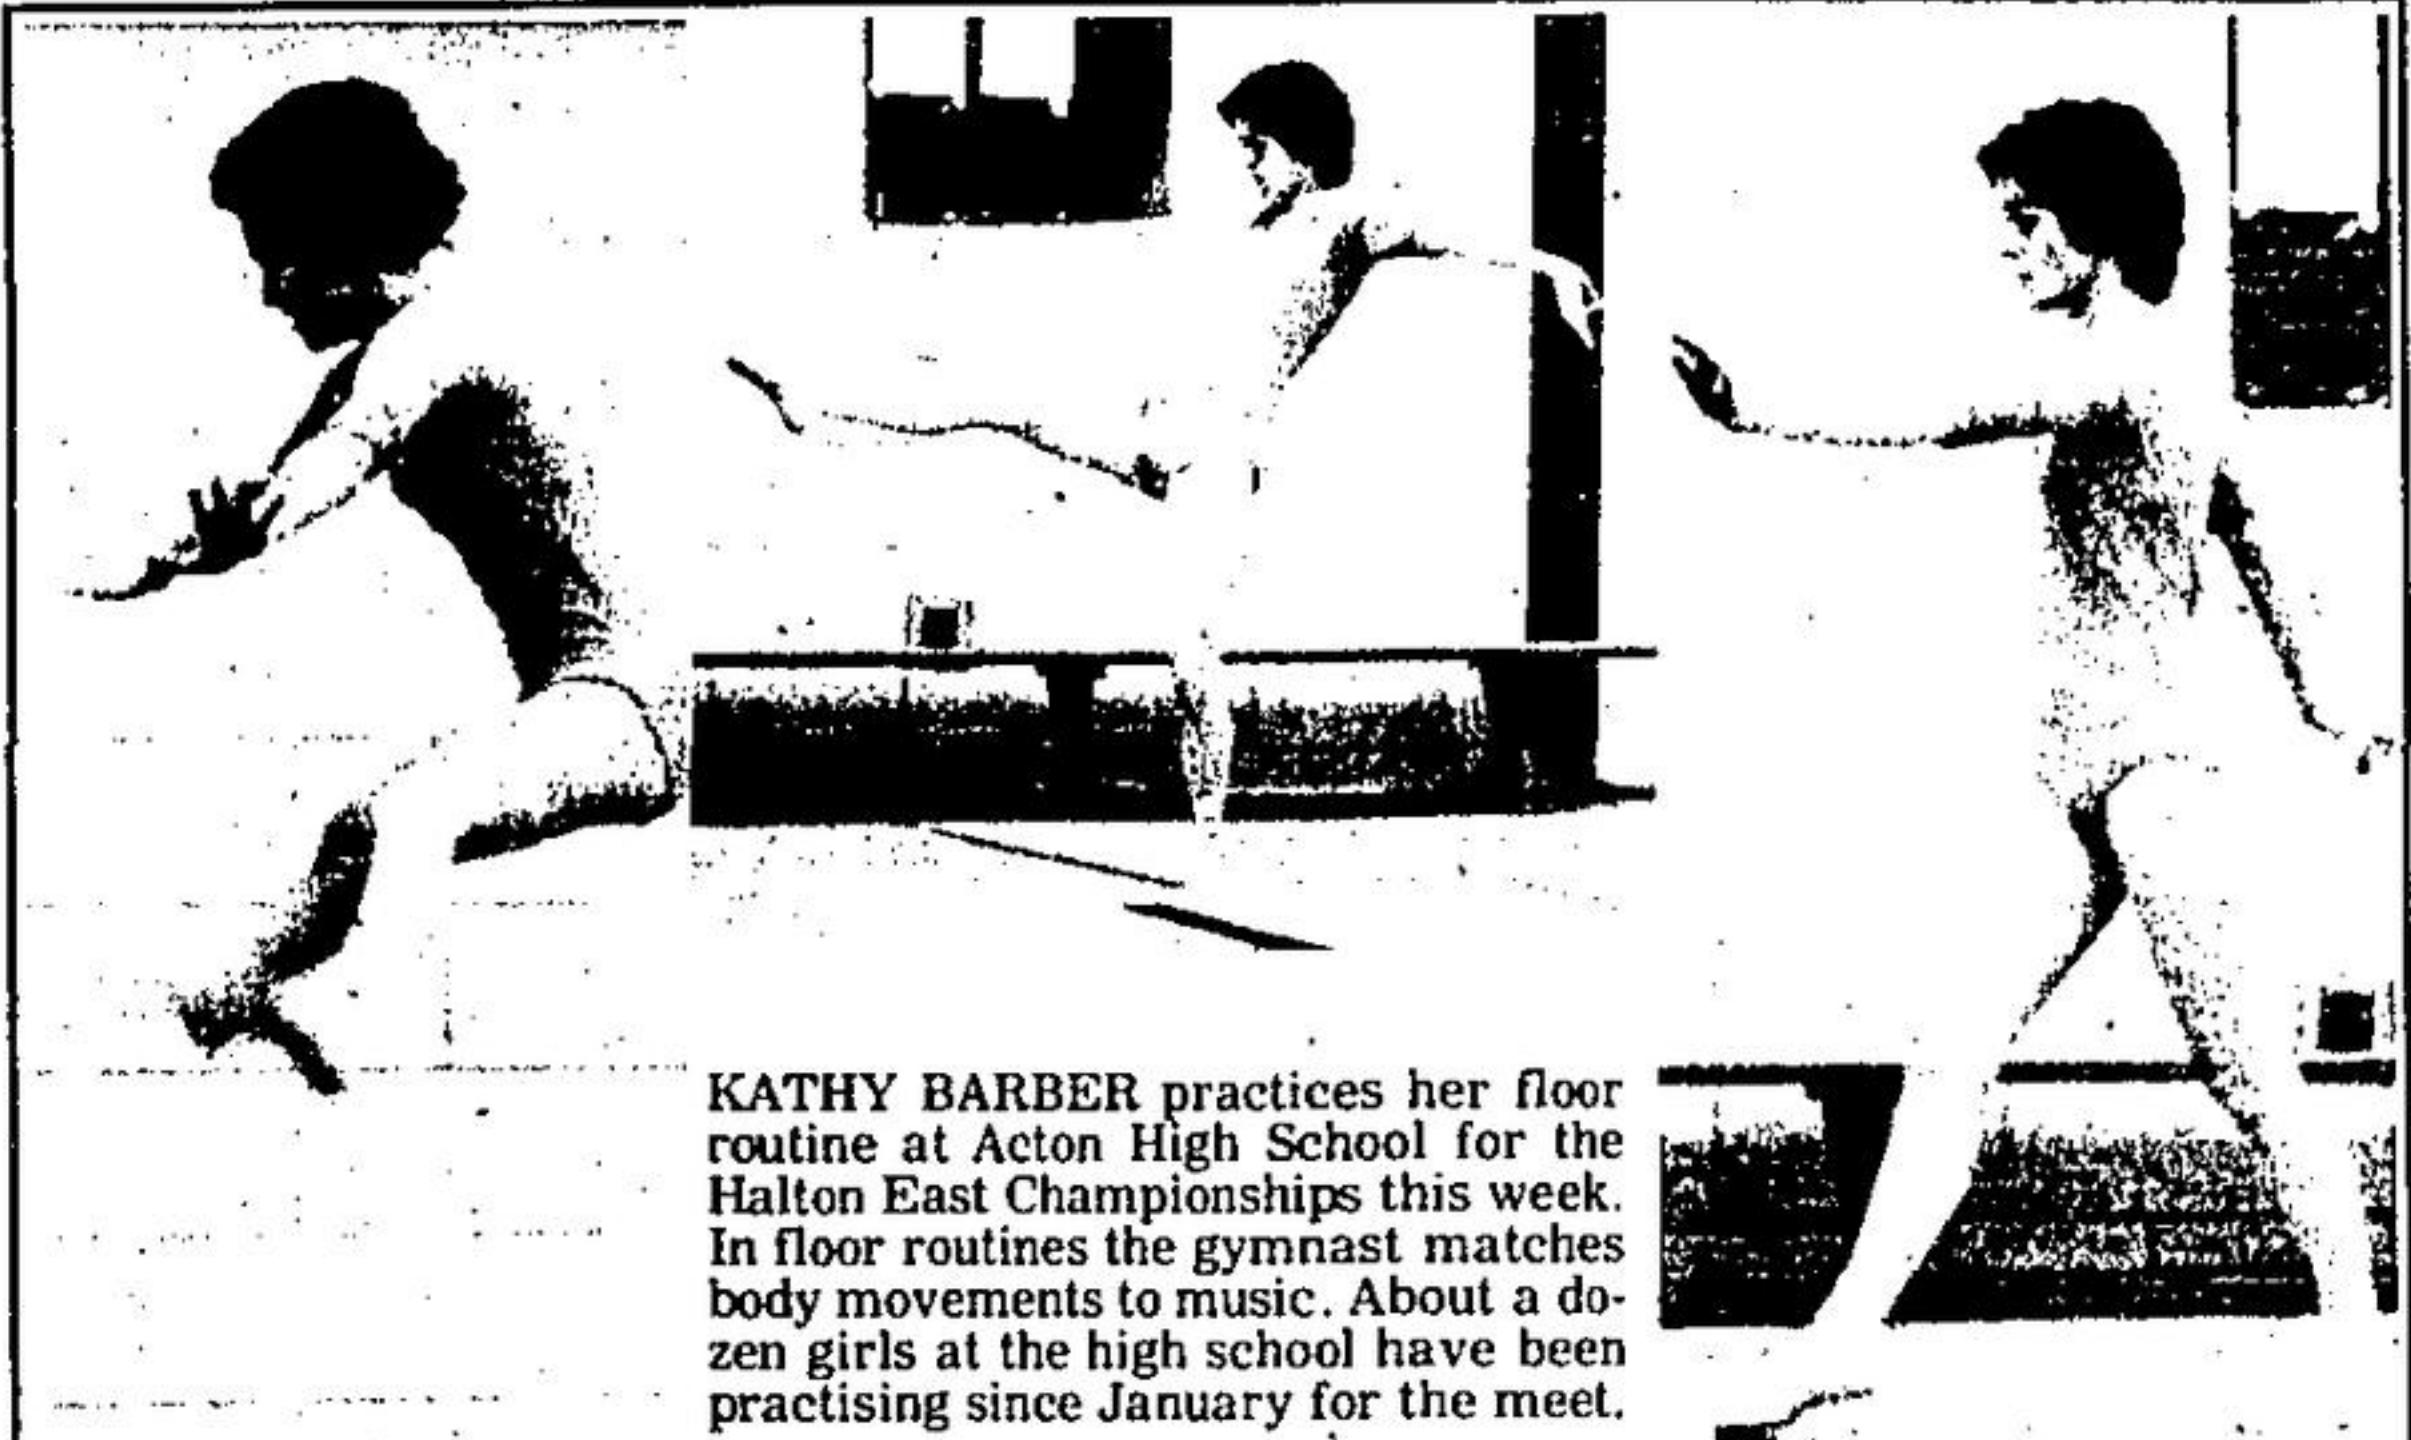 KATHY BARBER practices her floor
routine at Acton High School for the
Halton East Championships this week.
In floor routines the gymnast matches
body movements to music. About a do-
zen girls at the high school have been
practising since January for the meet.